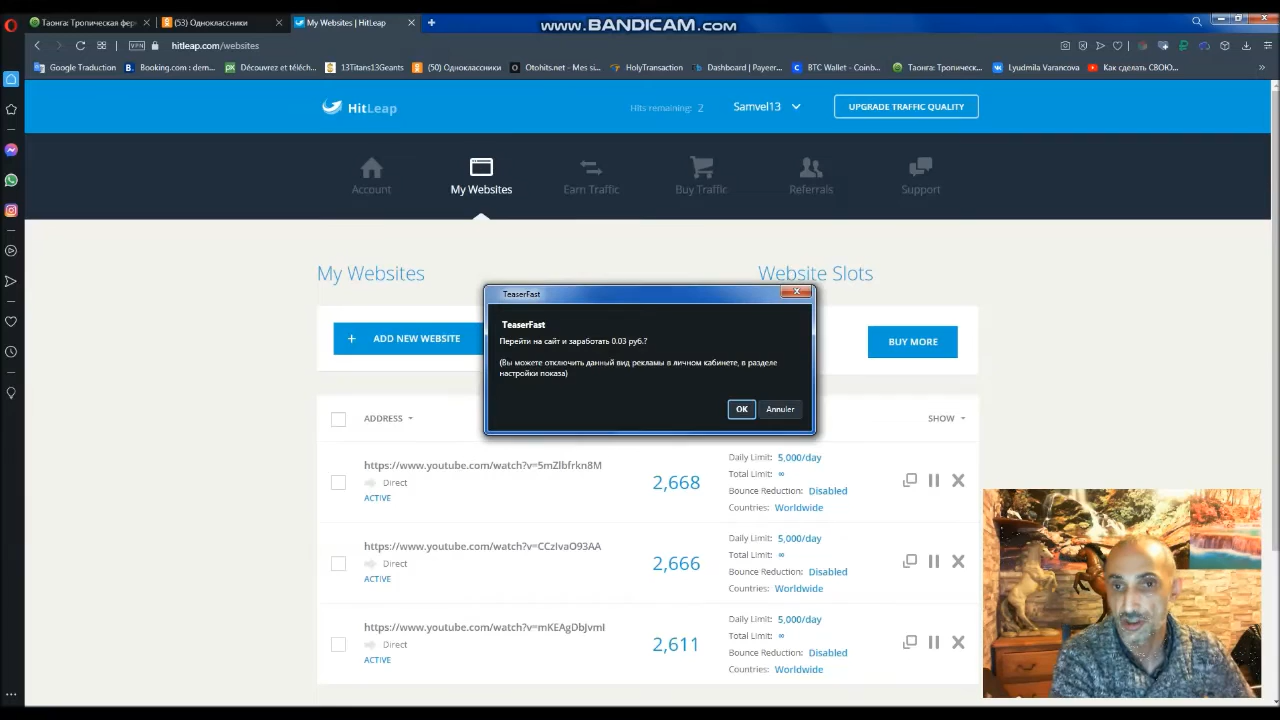 Таонга: Тропическая фер
(53) Одноклассники
My Websites | HitLeap
www.BANDICAM.com
VPN
hitleap.com/websites
Google Traduction
Booking.com : dern...
Découvrez et téléch...
13Titans13Geants
(50) Одноклассники
Otohits.net - Mes si...
HolyTransaction
Dashboard | Payeer...
BTC Wallet - Coinb...
Таонга: Тропическ...
Lyudmila Varancova
Как сделать СВОЮ...
HitLeap
Hits remaining: 2
Samvel13
UPGRADE TRAFFIC QUALITY
Account
My Websites
Earn Traffic
Buy Traffic
Referrals
Support
My Websites
Website Slots
+ ADD NEW WEBSITE
BUY MORE
TeaserFast
TeaserFast
Перейти на сайт и заработать 0.03 руб.?
(Вы можете отключить данный вид рекламы в личном кабинете, в разделе
настройки показа)
OK
Annuler
ADDRESS
SHOW
https://www.youtube.com/watch?v=5mZlbfrkn8M
Direct
ACTIVE
2,668
Daily Limit: 5,000/day
Total Limit: ∞
Bounce Reduction: Disabled
Countries: Worldwide
https://www.youtube.com/watch?v=CCzIvaO93AA
Direct
ACTIVE
2,666
Daily Limit: 5,000/day
Total Limit: ∞
Bounce Reduction: Disabled
Countries: Worldwide
https://www.youtube.com/watch?v=mKEAgDbJvmI
Direct
ACTIVE
2,611
Daily Limit: 5,000/day
Total Limit: ∞
Bounce Reduction: Disabled
Countries: Worldwide